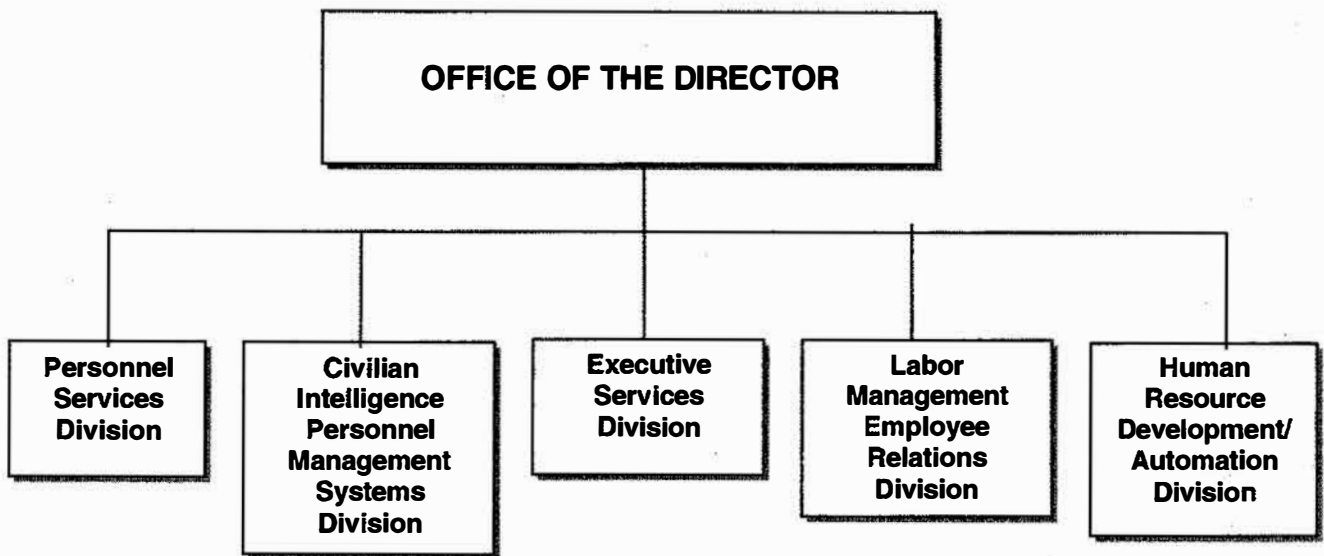 OFFICE OF THE DIRECTOR
Personnel
Services
Division
Civilian
Intelligence
Personnel
Management
Systems
Division
Executive
Services
Division
Labor
Management
Employee
Relations
Division
Human
Resource
Development/
Automation
Division